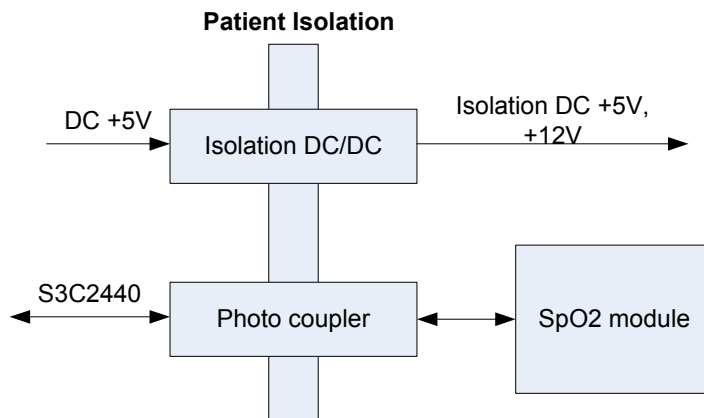 Patient Isolation
DC +5V
Isolation DC/DC
Isolation DC +5V,
+12V
S3C2440
Photo coupler
SpO2 module